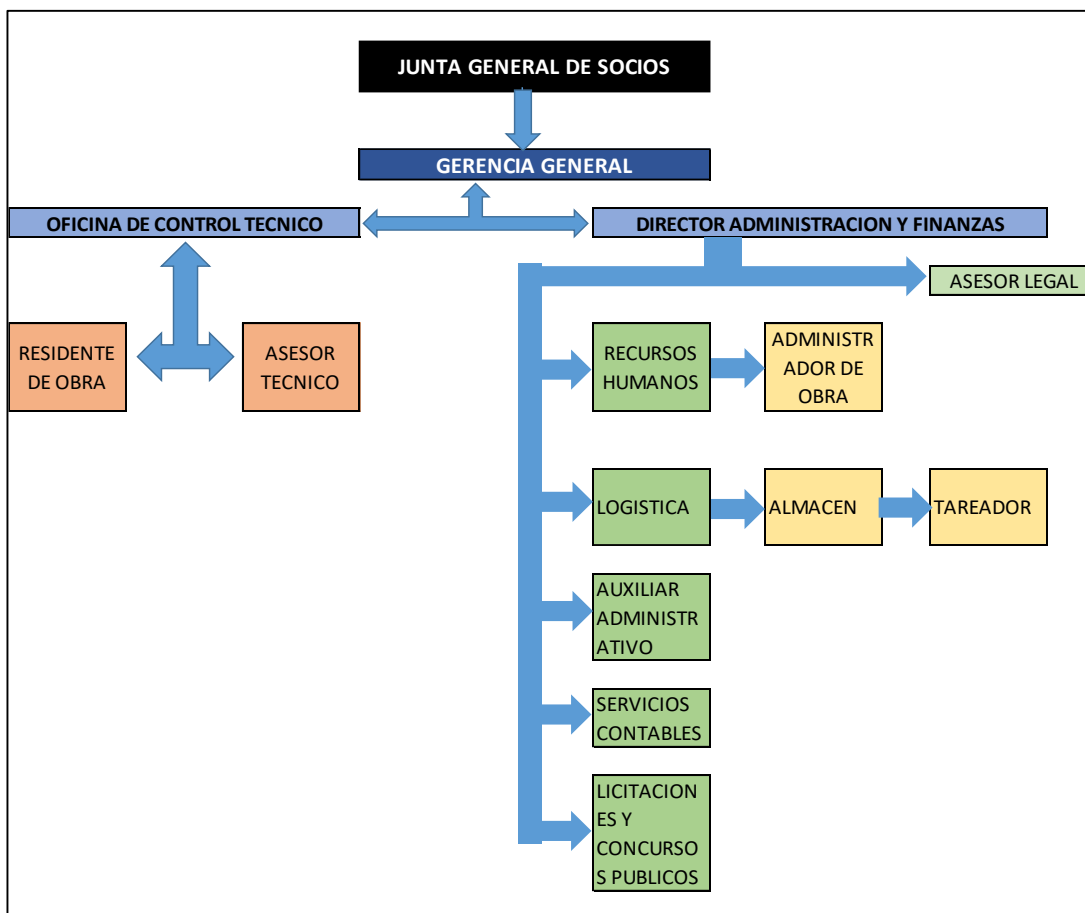 JUNTA GENERAL DE SOCIOS
GERENCIA GENERAL
OFICINA DE CONTROL TECNICO
DIRECTOR ADMINISTRACION Y FINANZAS
ASESOR LEGAL
RESIDENTE
DE OBRA
ASESOR
TECNICO
RECURSOS
HUMANOS
ADMINISTR
ADOR DE
OBRA
LOGISTICA
ALMACEN
TAREADOR
AUXILIAR
ADMINISTR
ATIVO
SERVICIOS
CONTABLES
LICITACION
ES Y
CONCURSO
S PUBLICOS